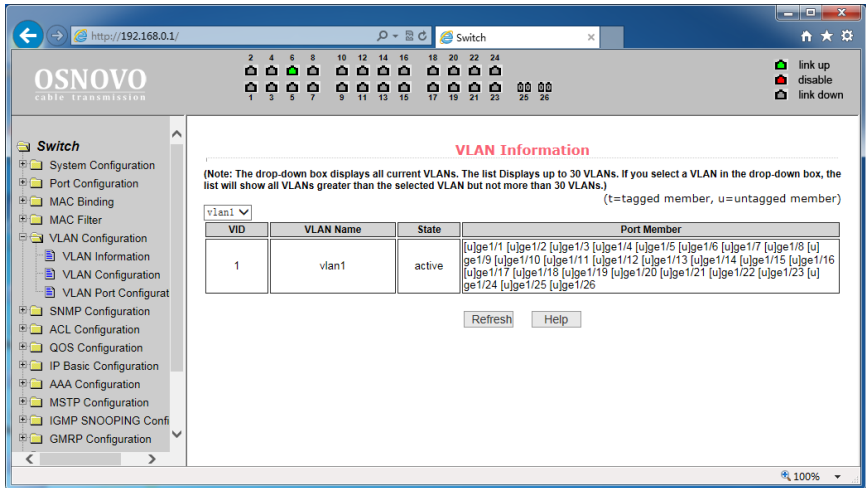 http://192.168.0.1/
Switch
OSNOVO
cable transmission
2 4 6 8 10 12 14 16 18 20 22 24
1 3 5 7 9 11 13 15 17 19 21 23 25 26
link up
disable
link down
Switch
System Configuration
Port Configuration
MAC Binding
MAC Filter
VLAN Configuration
VLAN Information
VLAN Configuration
VLAN Port Configurat
SNMP Configuration
ACL Configuration
QOS Configuration
IP Basic Configuration
AAA Configuration
MSTP Configuration
IGMP SNOOPING Confi
GMRP Configuration
VLAN Information
(Note: The drop-down box displays all current VLANs. The list Displays up to 30 VLANs. If you select a VLAN in the drop-down box, the
list will show all VLANs greater than the selected VLAN but not more than 30 VLANs.)
(t=tagged member, u=untagged member)
vlan1
VID VLAN Name State Port Member
1 vlan1 active
[u]ge1/1 [u]ge1/2 [u]ge1/3 [u]ge1/4 [u]ge1/5 [u]ge1/6 [u]ge1/7 [u]ge1/8 [u]
ge1/9 [u]ge1/10 [u]ge1/11 [u]ge1/12 [u]ge1/13 [u]ge1/14 [u]ge1/15 [u]ge1/16
[u]ge1/17 [u]ge1/18 [u]ge1/19 [u]ge1/20 [u]ge1/21 [u]ge1/22 [u]ge1/23 [u]
ge1/24 [u]ge1/25 [u]ge1/26
Refresh Help
100%